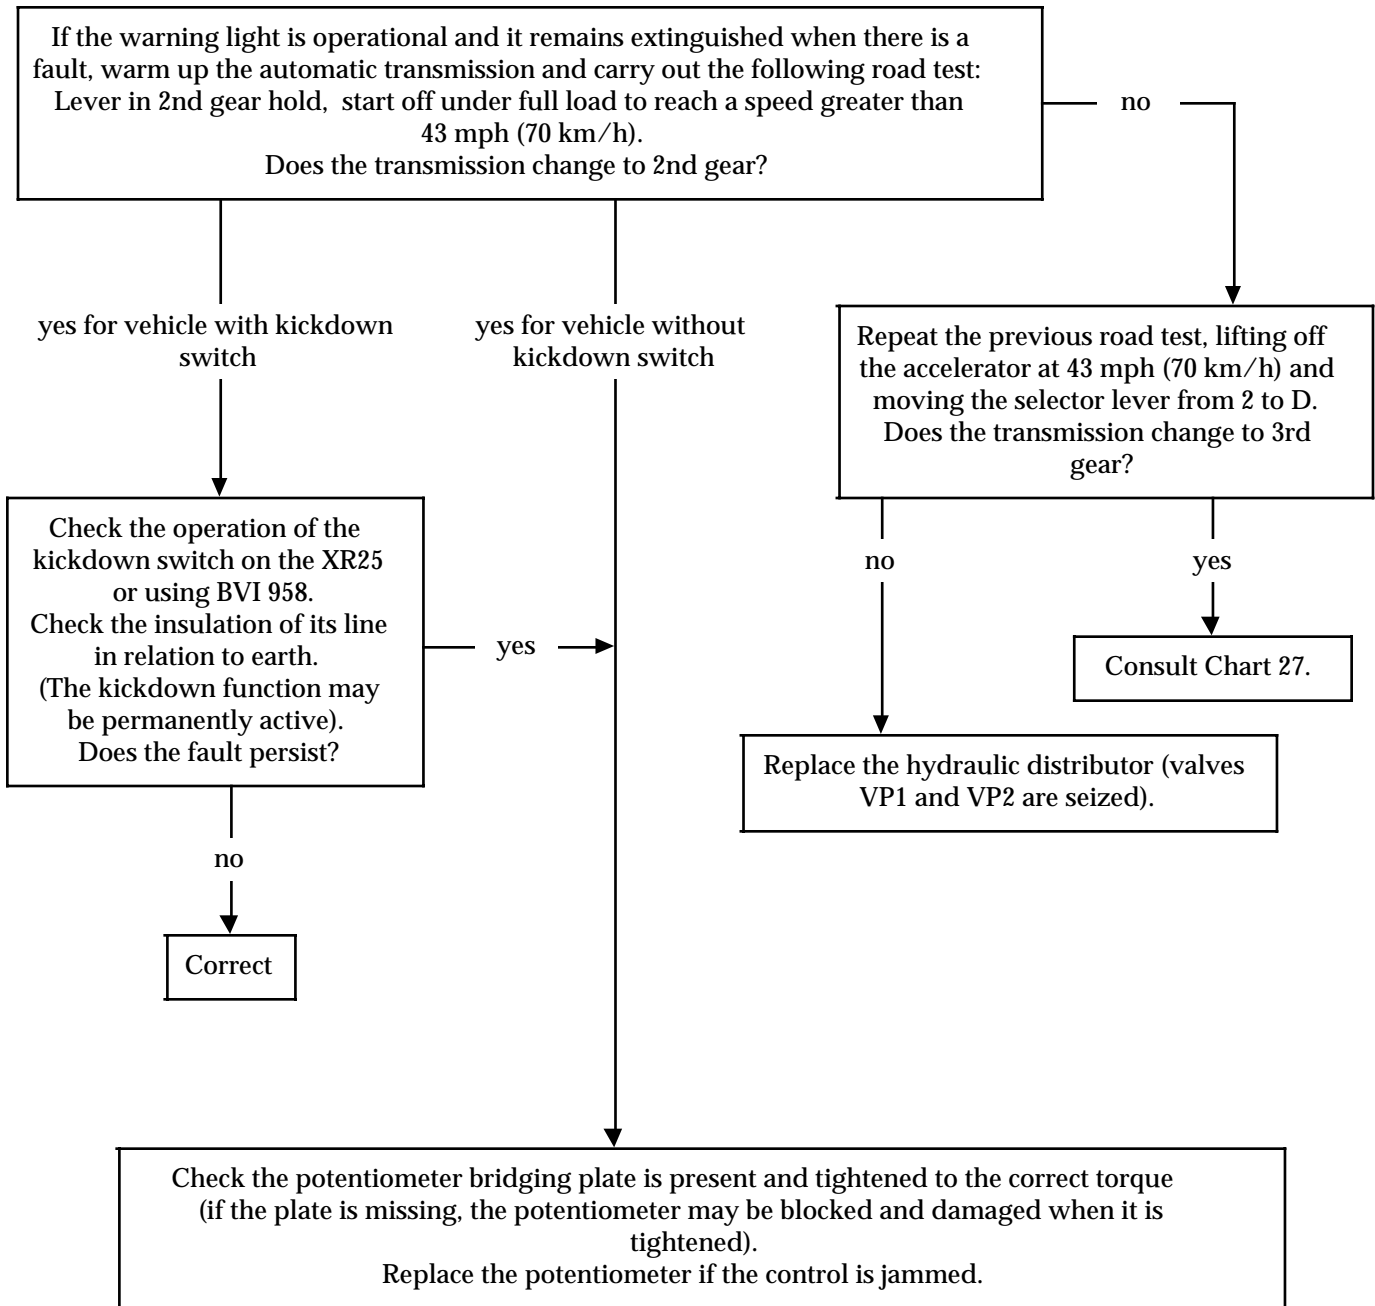 If the warning light is operational and it remains extinguished when there is a
fault, warm up the automatic transmission and carry out the following road test:
Lever in 2nd gear hold, start off under full load to reach a speed greater than
43 mph (70 km/h).
Does the transmission change to 2nd gear?
no
yes for vehicle with kickdown
switch
yes for vehicle without
kickdown switch
Repeat the previous road test, lifting off
the accelerator at 43 mph (70 km/h) and
moving the selector lever from 2 to D.
Does the transmission change to 3rd
gear?
Check the operation of the
kickdown switch on the XR25
or using BVI 958.
Check the insulation of its line
in relation to earth.
(The kickdown function may
be permanently active).
Does the fault persist?
yes
no
yes
Consult Chart 27.
Replace the hydraulic distributor (valves
VP1 and VP2 are seized).
no
Correct
Check the potentiometer bridging plate is present and tightened to the correct torque
(if the plate is missing, the potentiometer may be blocked and damaged when it is
tightened).
Replace the potentiometer if the control is jammed.